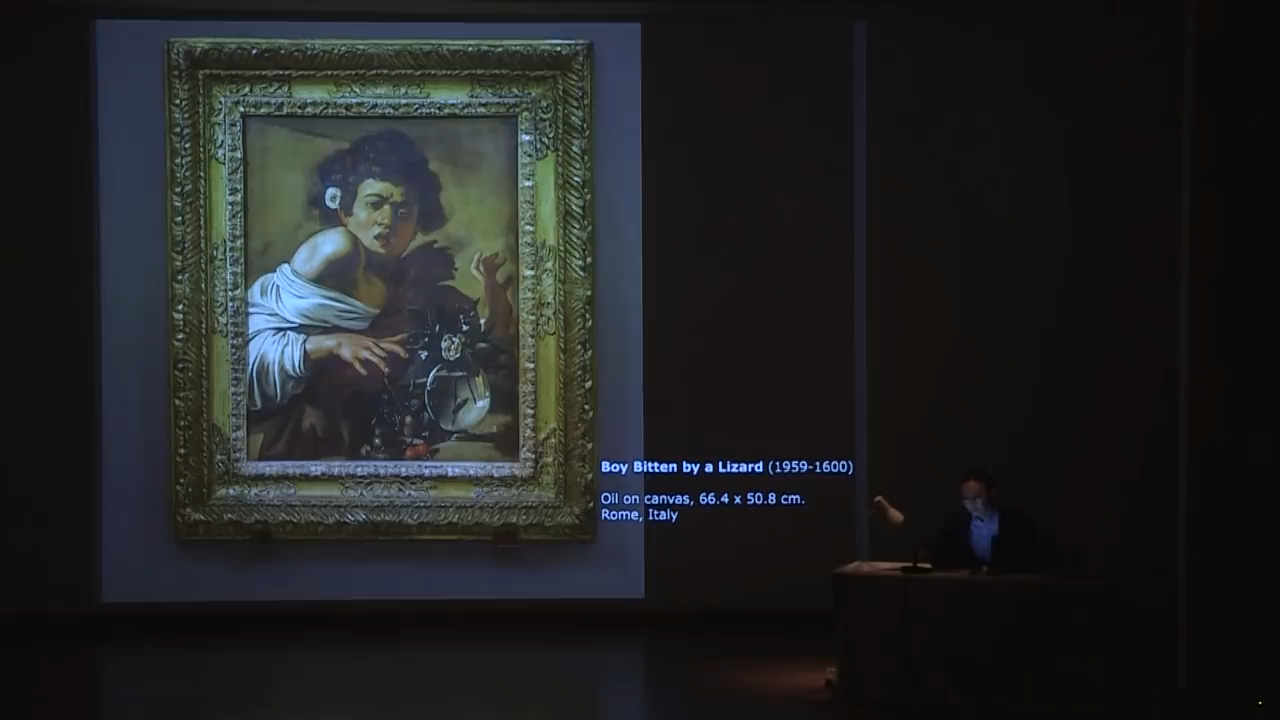 Boy Bitten by a Lizard (1959-1600)
Oil on canvas, 66.4 x 50.8 cm.
Rome, Italy